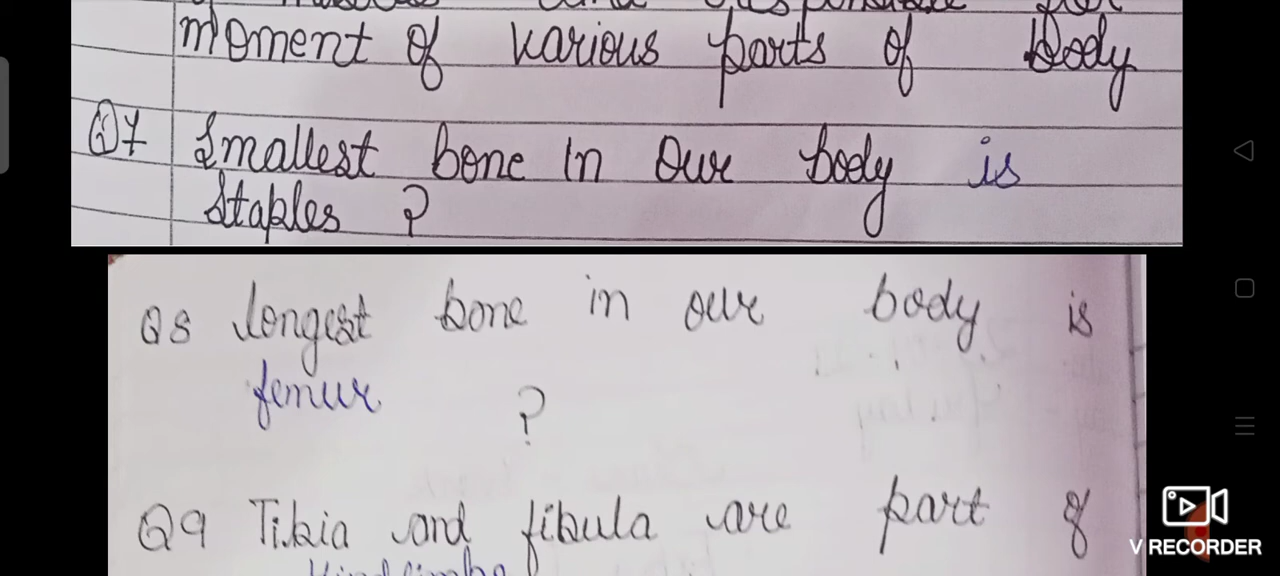 moment of various parts of body
Q7 Smallest bone in our body is
Staples ?
Q8 longest bone in our body is
femur ?
Q9 Tibia and fibula are part of
Hindlimbs
V RECORDER